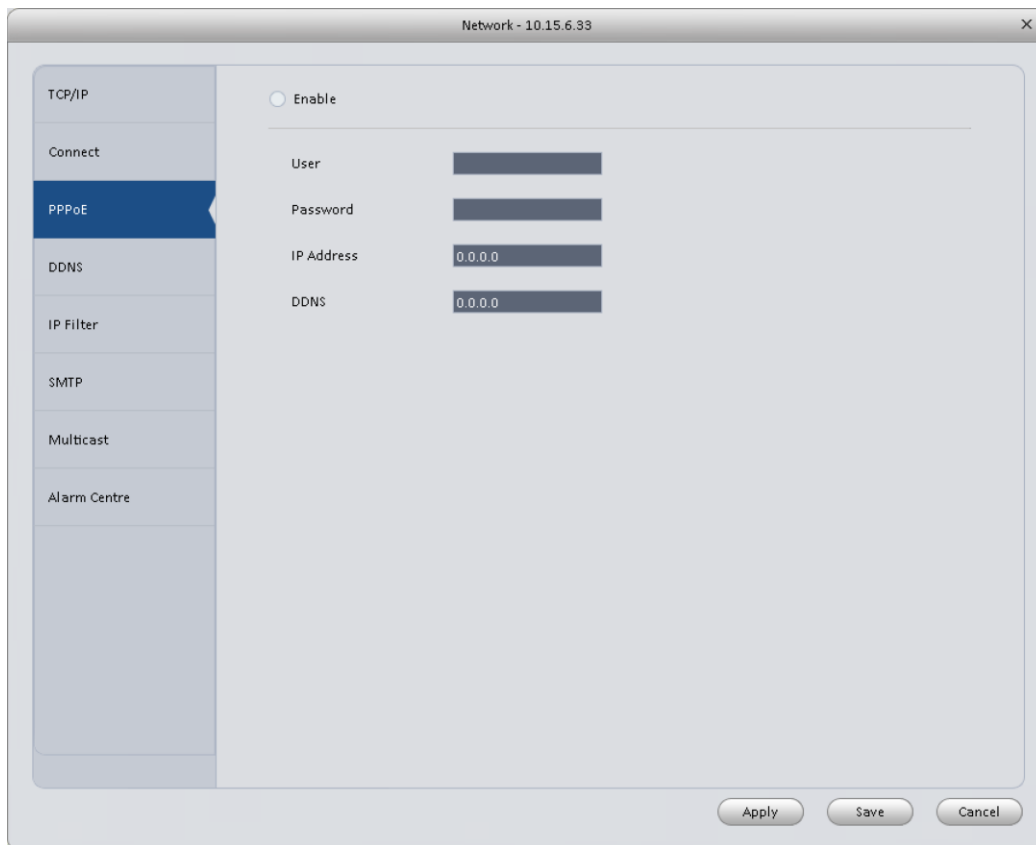 Network - 10.15.6.33
TCP/IP
Connect
PPPoE
DDNS
IP Filter
SMTP
Multicast
Alarm Centre
Enable
User
Password
IP Address 0.0.0.0
DDNS 0.0.0.0
Apply Save Cancel